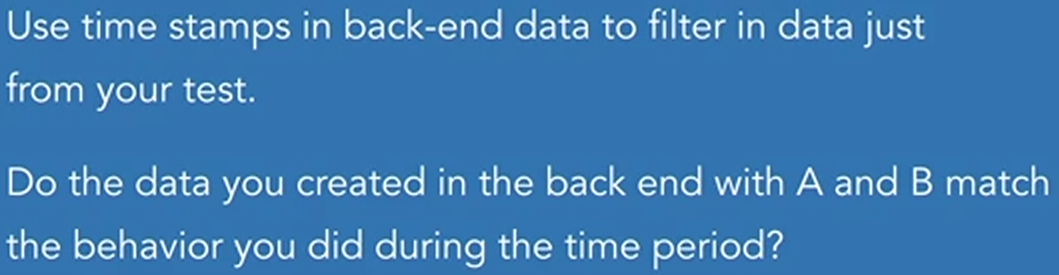 Use time stamps in back-end data to filter in data just
from your test.
Do the data you created in the back end with A and B match
the behavior you did during the time period?